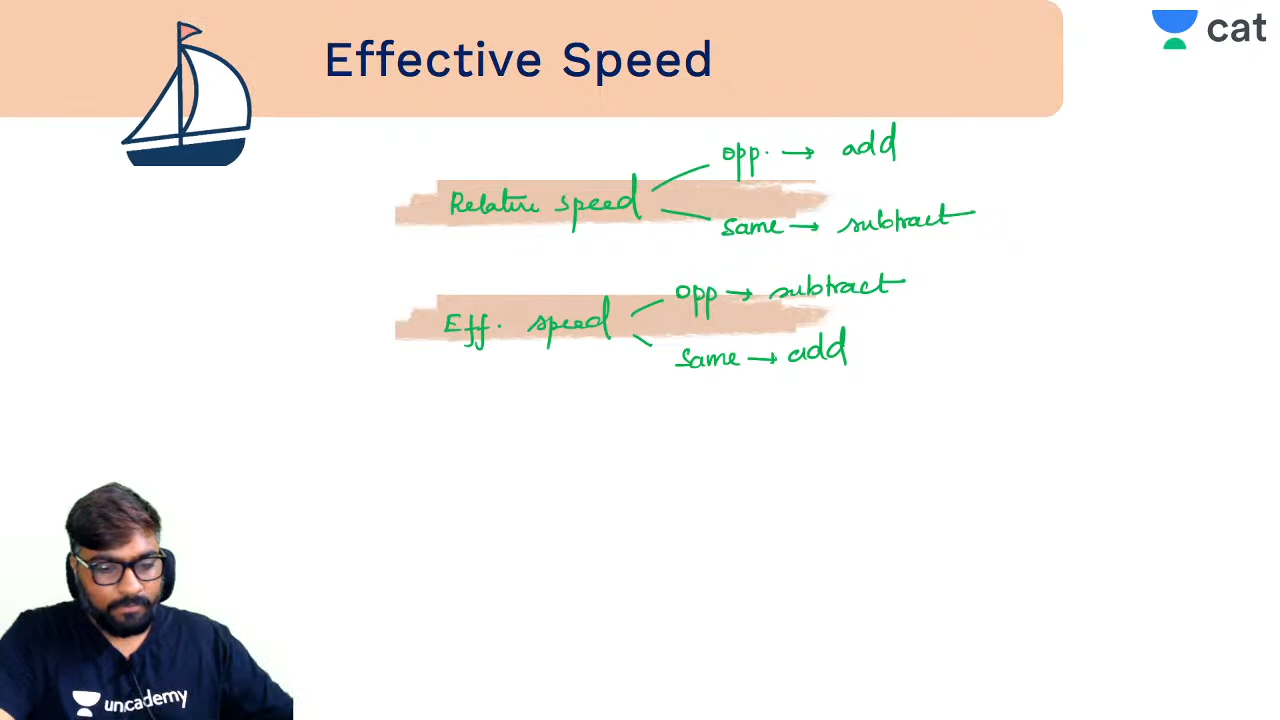 Effective Speed
cat
opp. → add
Relative speed
same → subtract
opp → subtract
Eff. speed
same → add
unacademy